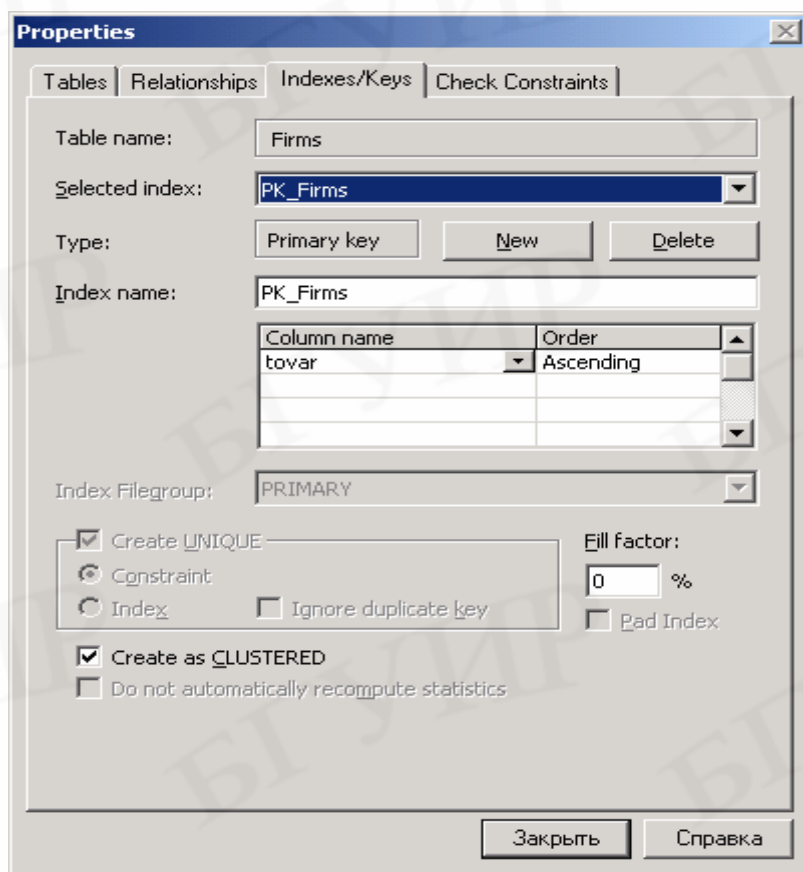 Properties
Tables Relationships Indexes/Keys Check Constraints
Table name: Firms
Selected index: PK_Firms
Type: Primary key New Delete
Index name: PK_Firms
Column name Order
tovar Ascending
Index Filegroup: PRIMARY
Create UNIQUE Fill factor:
Constraint 0 %
Index Ignore duplicate key Pad Index
Create as CLUSTERED
Do not automatically recompute statistics
Закрыть Справка
БГУИР